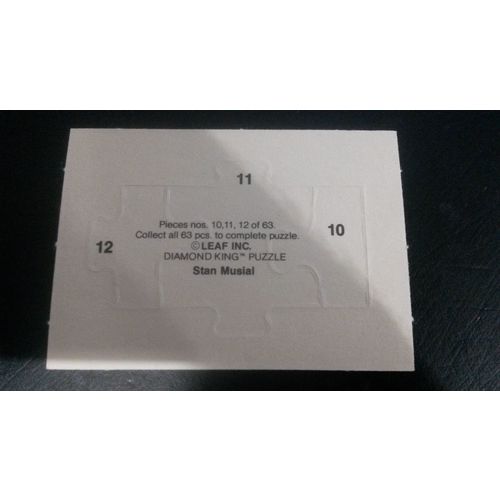 11
Pieces nos. 10,11, 12 of 63.
Collect all 63 pcs. to complete puzzle.
©LEAF INC.
DIAMOND KING™ PUZZLE
Stan Musial
12
10